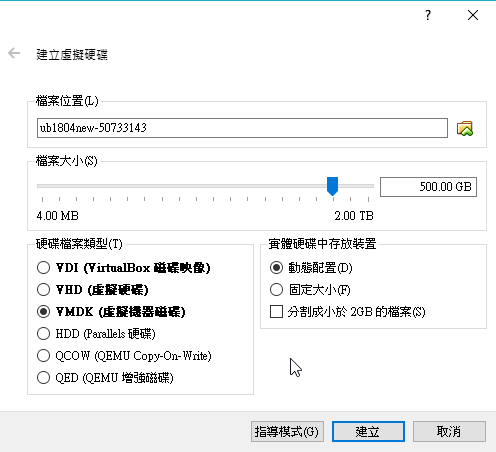 ?
建立虛擬硬碟
檔案位置(L)
ub1804new-50733143
檔案大小(S)
500.00 GB
4.00 MB 2.00 TB
硬碟檔案類型(T)
VDI (VirtualBox 磁碟映像)
VHD (虛擬硬碟)
VMDK (虛擬機器磁碟)
HDD (Parallels 硬碟)
QCOW (QEMU Copy-On-Write)
QED (QEMU 增強磁碟)
實體硬碟中存放裝置
動態配置(D)
固定大小(F)
分割成小於 2GB 的檔案(S)
指導模式(G) 建立 取消